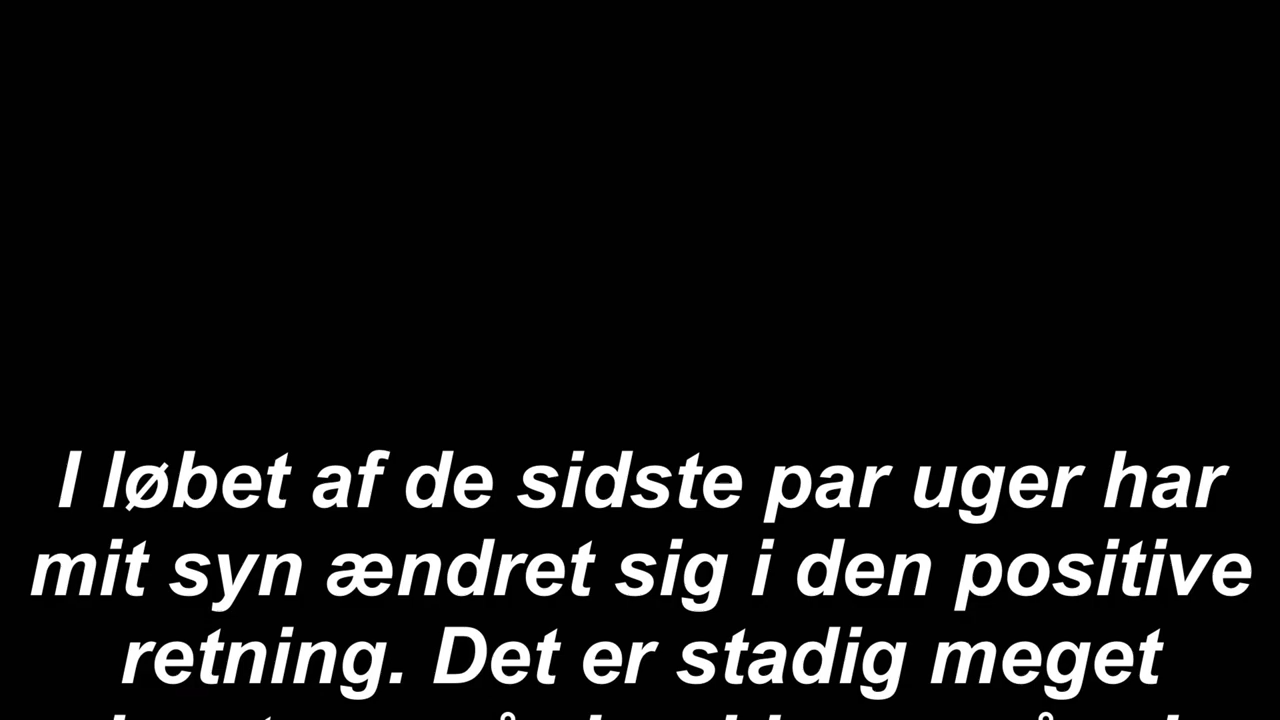 I løbet af de sidste par uger har
mit syn ændret sig i den positive
retning. Det er stadig meget